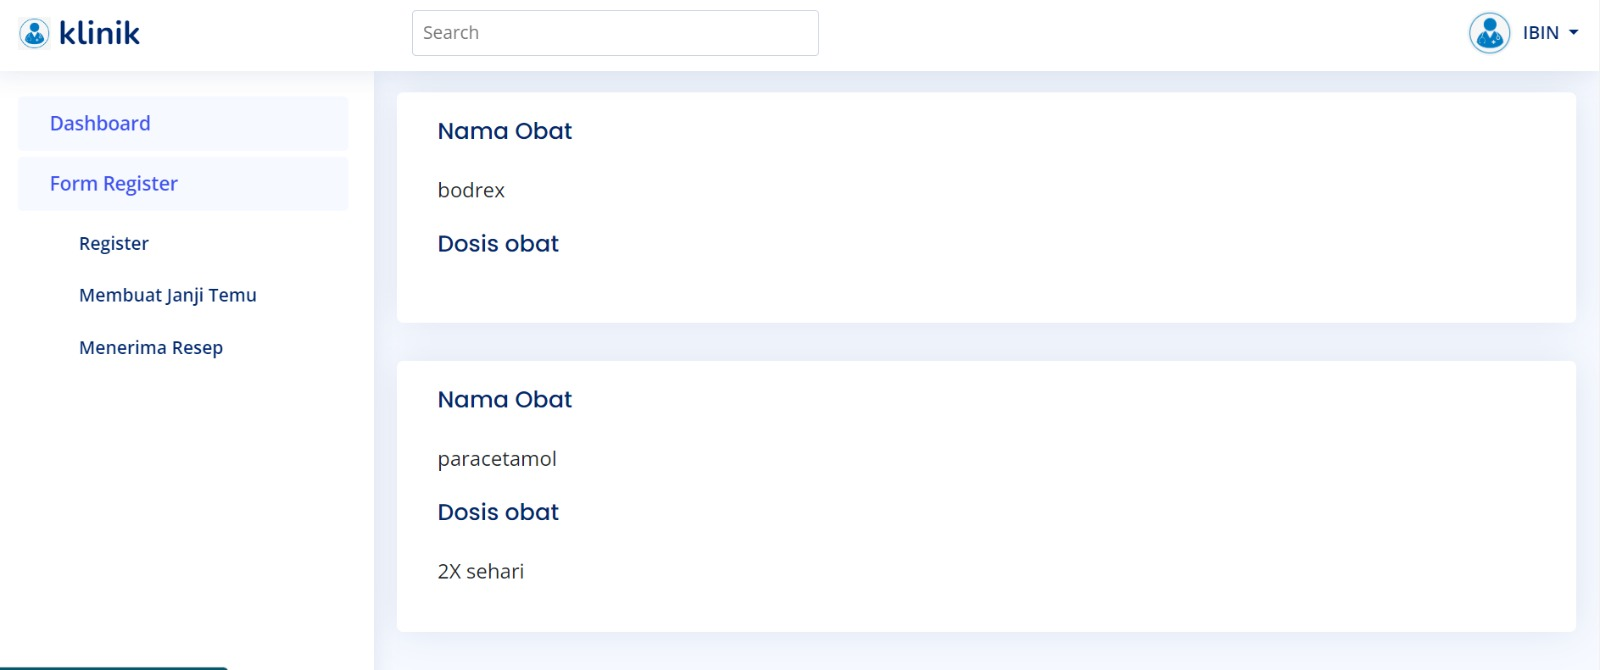 klinik
Search
IBIN
Dashboard
Form Register
Register
Membuat Janji Temu
Menerima Resep
Nama Obat
bodrex
Dosis obat
Nama Obat
paracetamol
Dosis obat
2X sehari